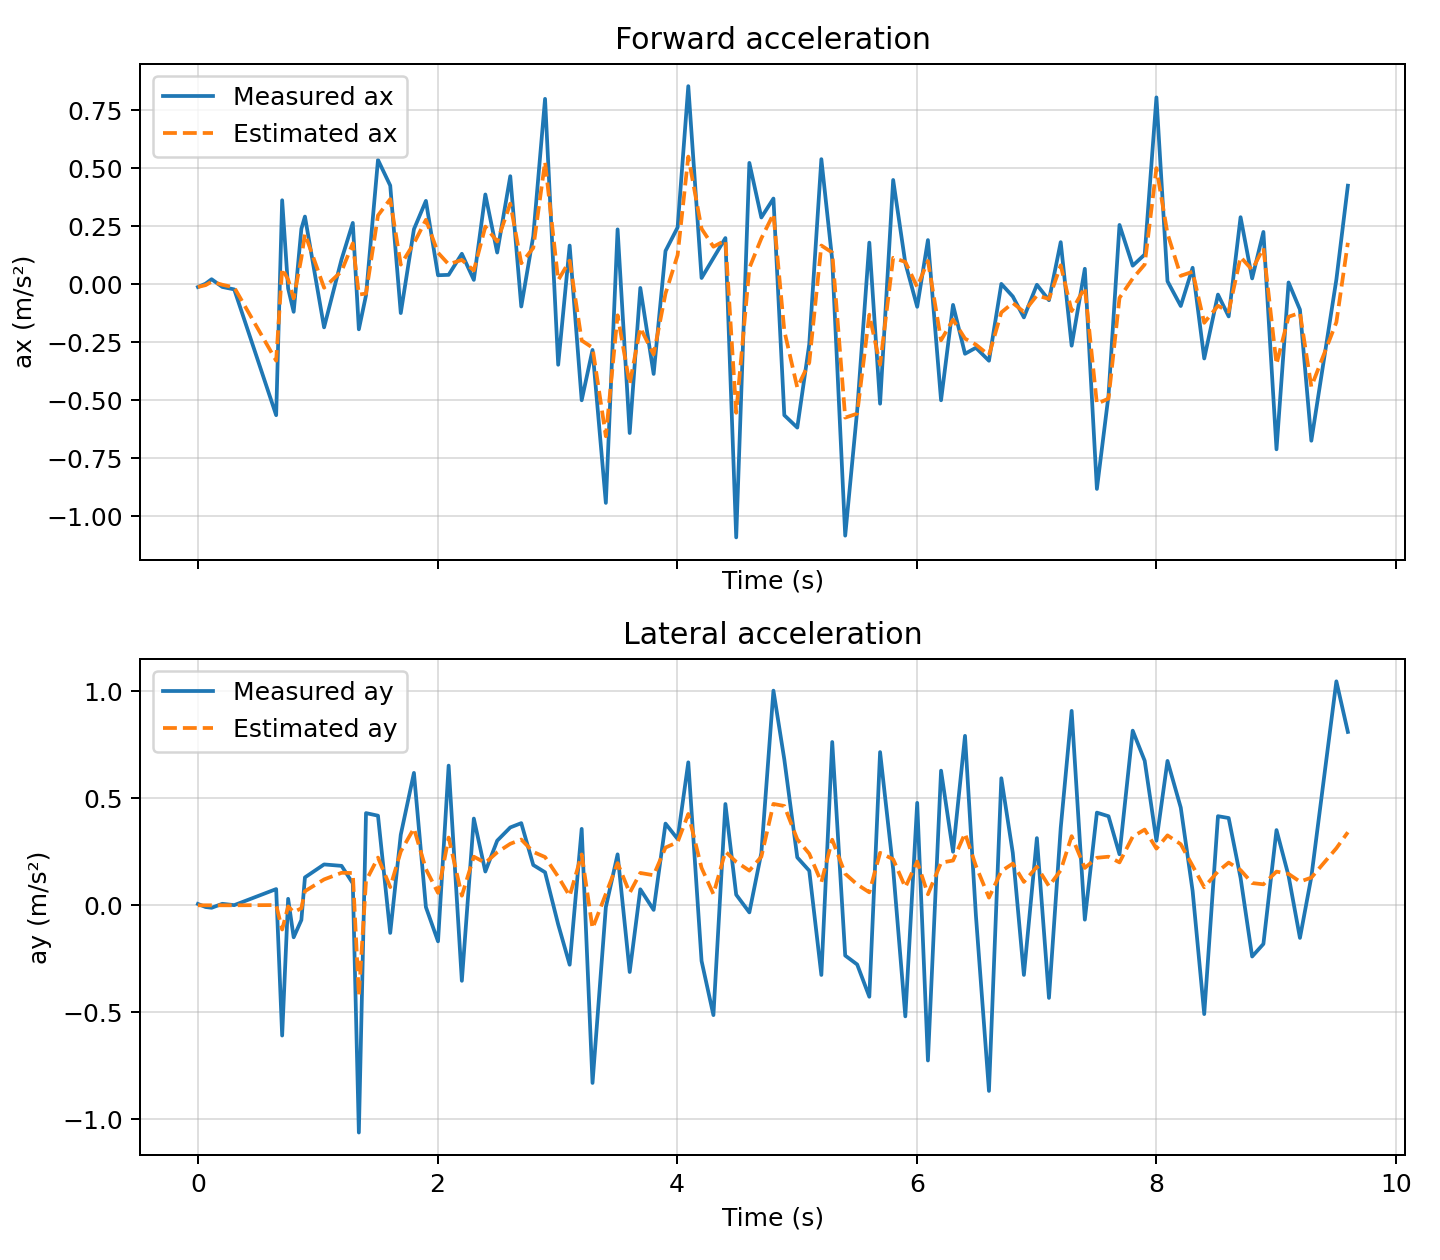 Forward acceleration
Measured ax
Estimated ax
0.75
0.50
0.25
0.00
−0.25
−0.50
−0.75
−1.00
ax (m/s²)
Time (s)
Lateral acceleration
Measured ay
Estimated ay
1.0
0.5
0.0
−0.5
−1.0
ay (m/s²)
0 2 4 6 8 10
Time (s)